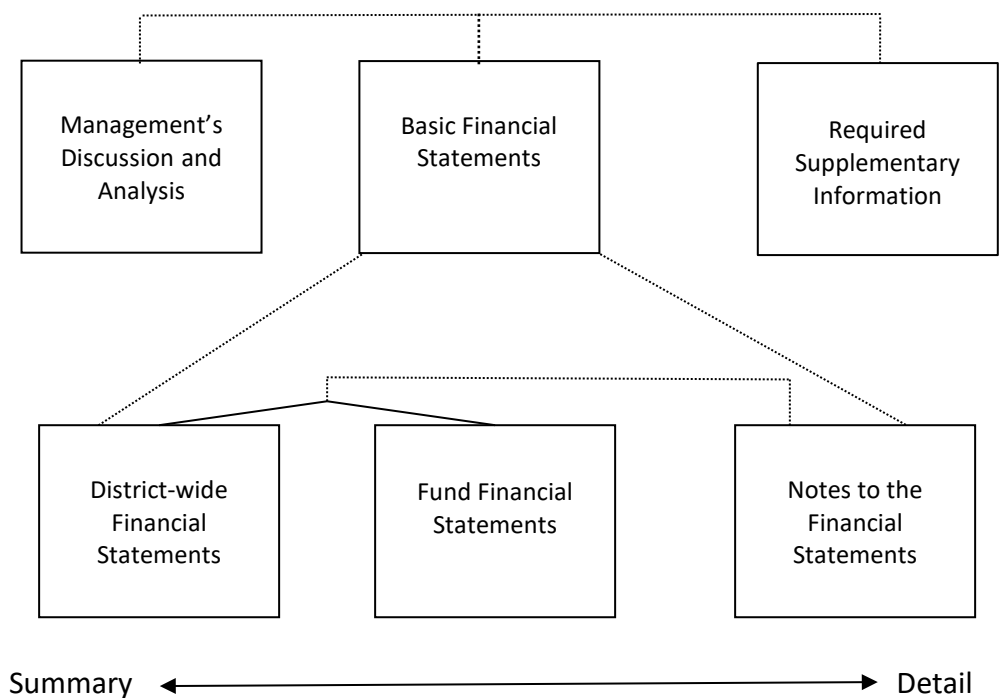 Management’s
Discussion and
Analysis
Basic Financial
Statements
Required
Supplementary
Information
District-wide
Financial
Statements
Fund Financial
Statements
Notes to the
Financial
Statements
Summary
Detail